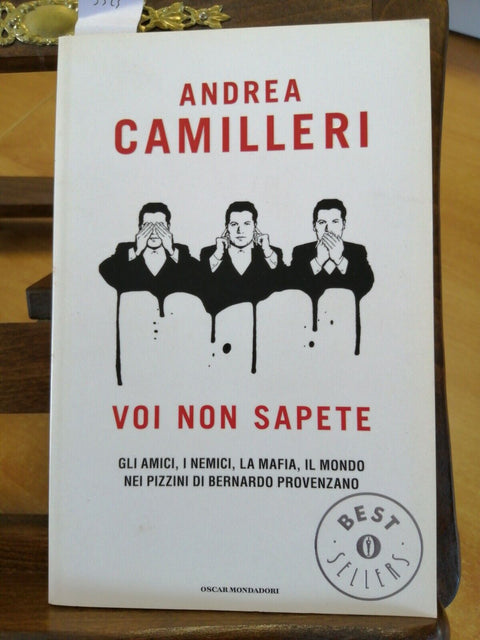 ANDREA
CAMILLERI
VOI NON SAPETE
GLI AMICI, I NEMICI, LA MAFIA, IL MONDO
NEI PIZZINI DI BERNARDO PROVENZANO
BEST
SELLERS
OSCAR MONDADORI